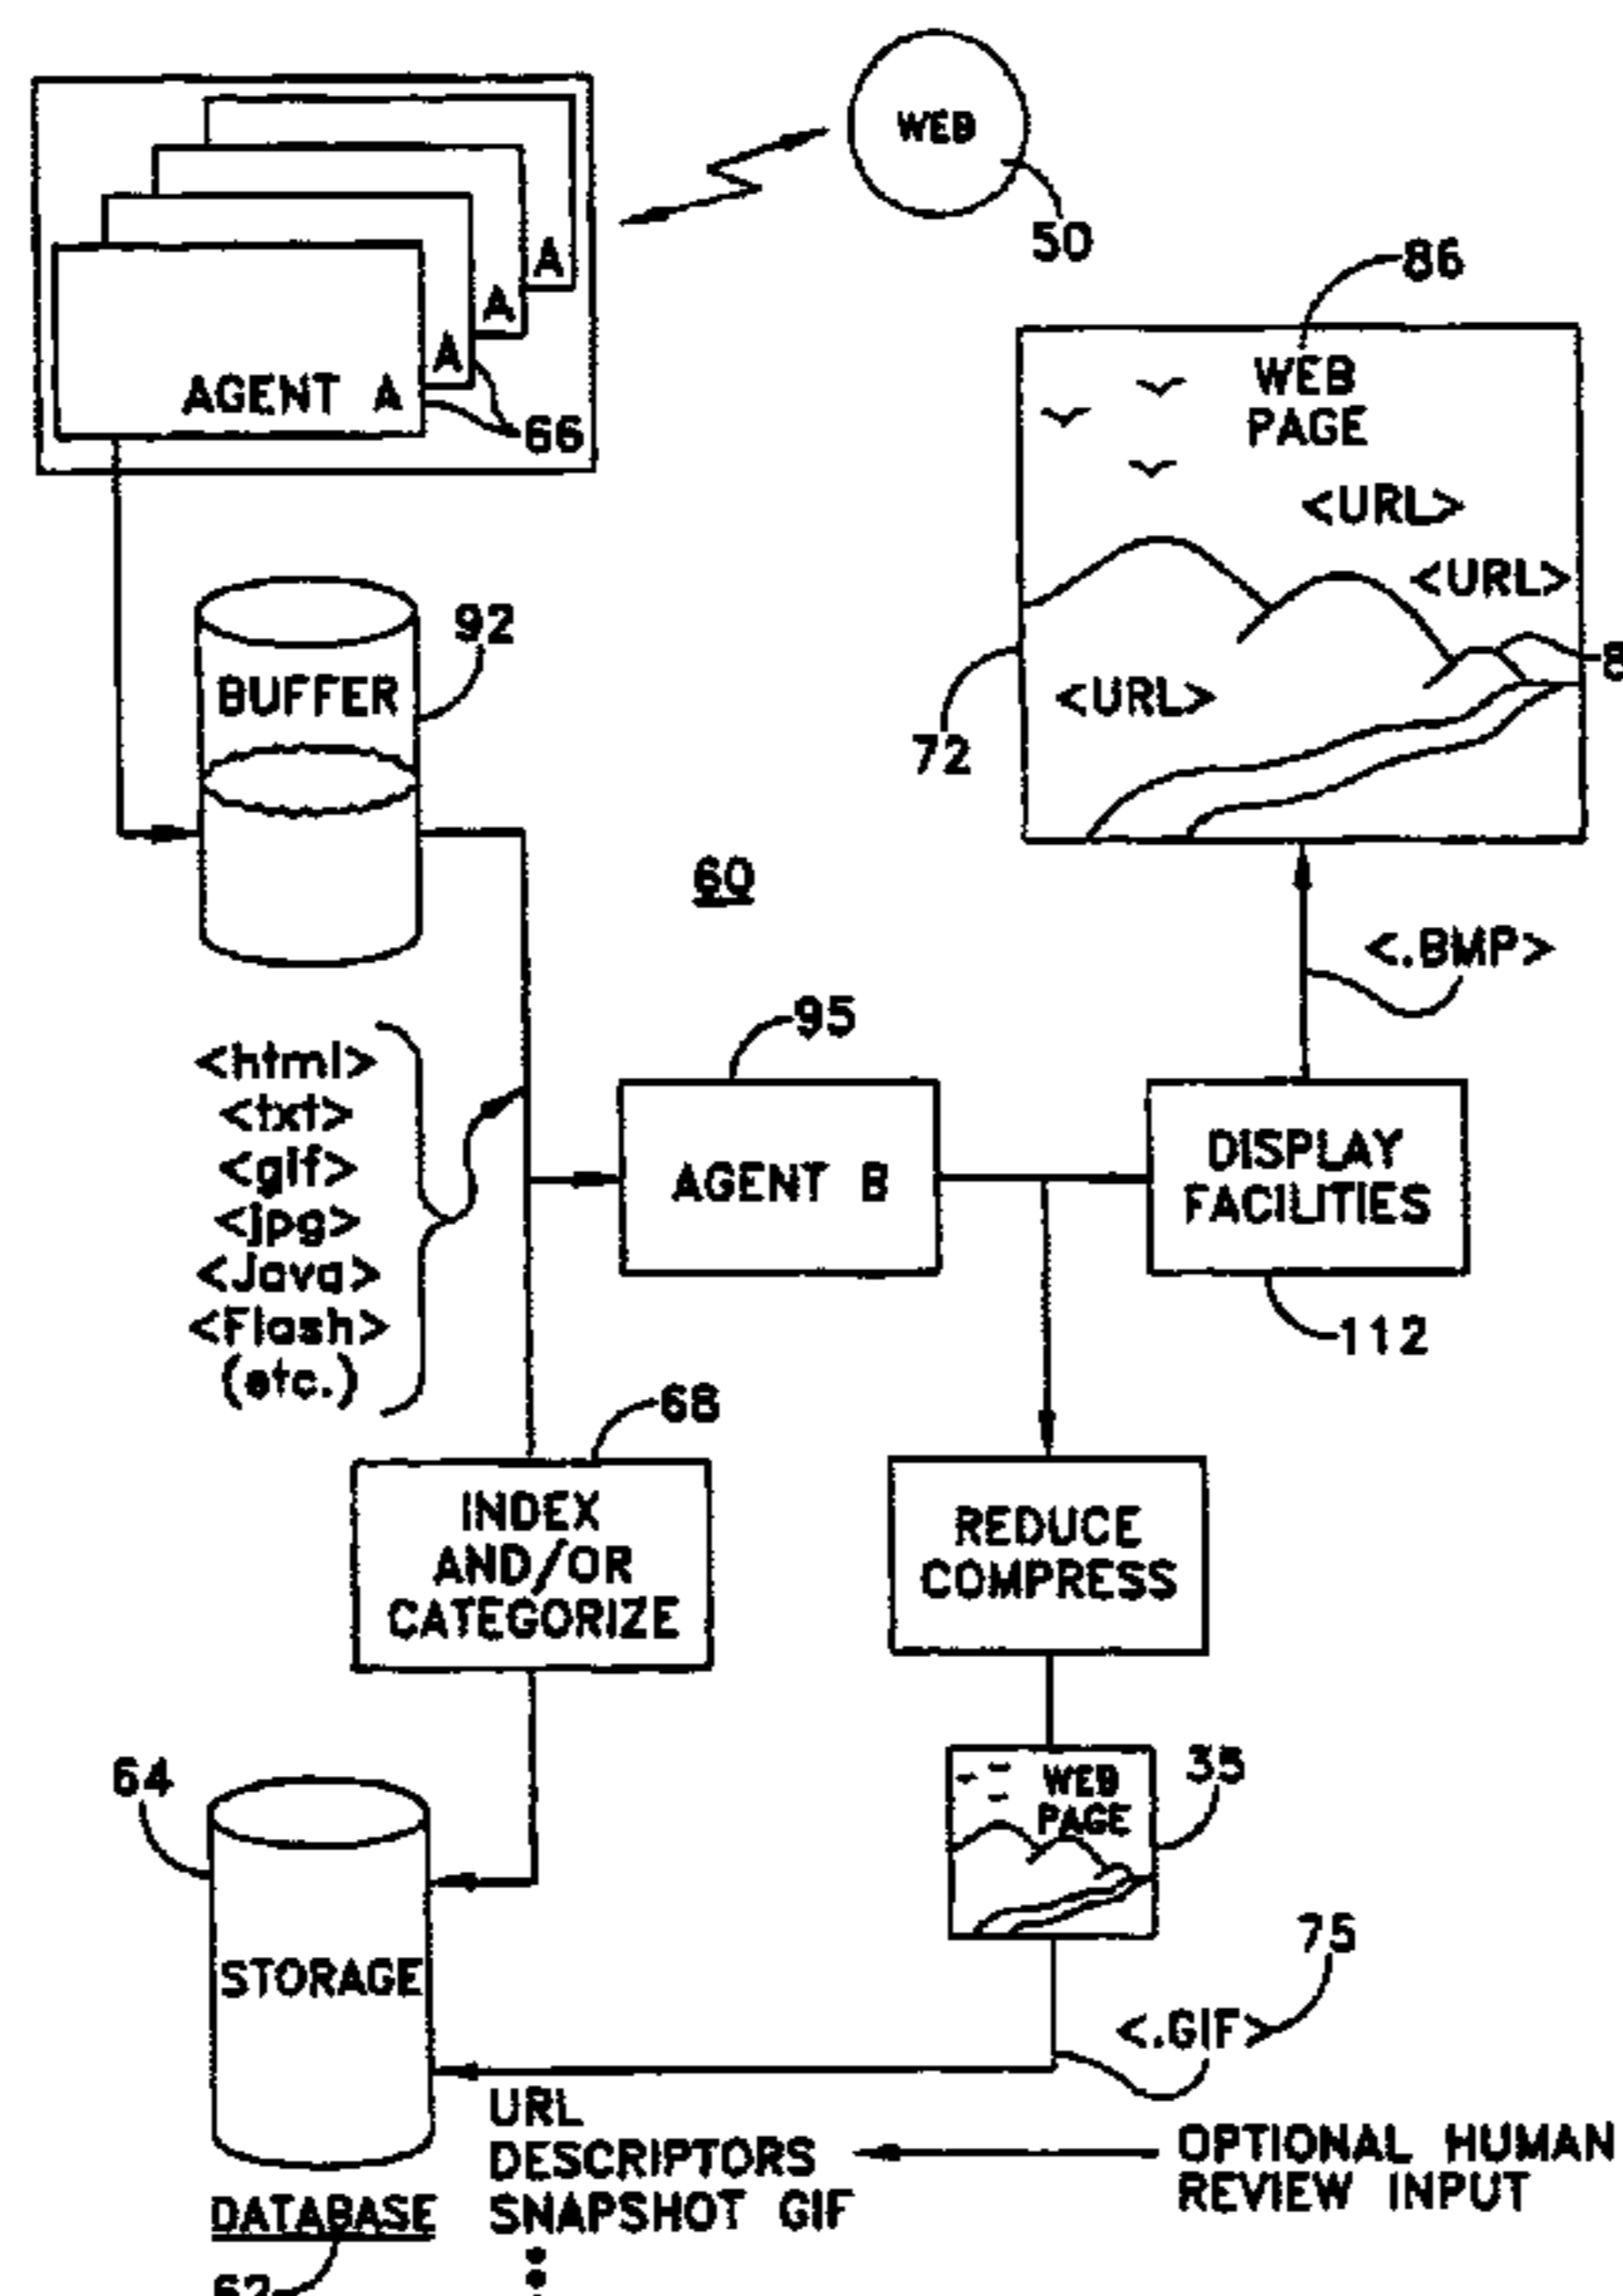 WEB
50
A
A
A
AGENT A
66
86
WEB
PAGE
<URL>
<URL>
<URL>
72
92
BUFFER
60
<.BMP>
95
<html>
<txt>
<gif>
<jpg>
<Java>
<Flash>
(etc.)
AGENT B
DISPLAY
FACILITIES
112
68
INDEX
AND/OR
CATEGORIZE
REDUCE
COMPRESS
64
WEB
PAGE
35
STORAGE
75
<.GIF>
URL
DESCRIPTORS
SNAPSHOT GIF
OPTIONAL HUMAN
REVIEW INPUT
DATABASE
62